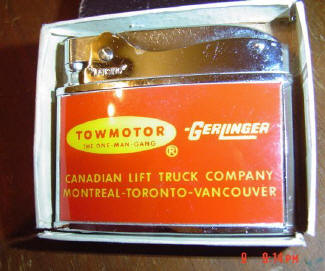 TOWMOTOR
THE ONE-MAN-GANG
®
GERLINGER
CANADIAN LIFT TRUCK COMPANY
MONTREAL-TORONTO-VANCOUVER